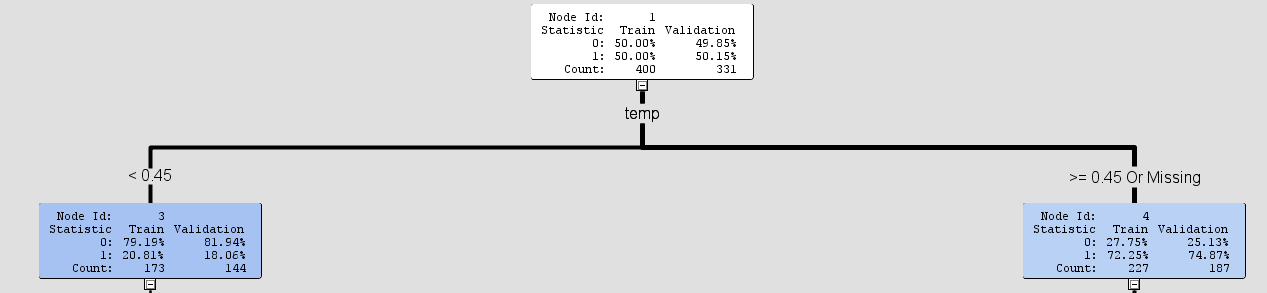 Node Id: 1
Statistic Train Validation
0: 50.00% 49.85%
1: 50.00% 50.15%
Count: 400 331
temp
< 0.45
>= 0.45 Or Missing
Node Id: 3
Statistic Train Validation
0: 79.19% 81.94%
1: 20.81% 18.06%
Count: 173 144
Node Id: 4
Statistic Train Validation
0: 27.75% 25.13%
1: 72.25% 74.87%
Count: 227 187